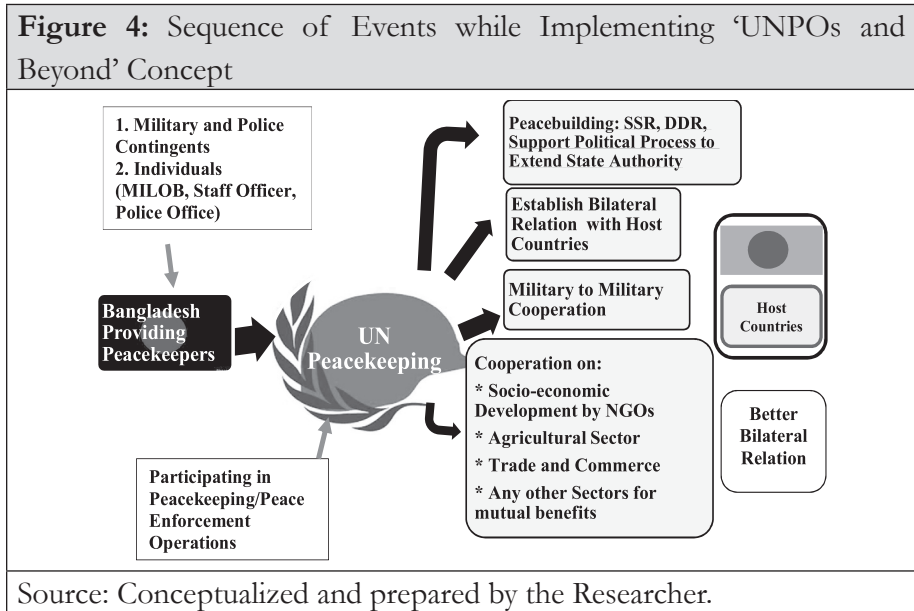 Figure 4: Sequence of Events while Implementing ‘UNPOs and
Beyond’ Concept
1. Military and Police
Contingents
2. Individuals
(MILOB, Staff Officer,
Police Office)
Bangladesh
Providing
Peacekeepers
Participating in
Peacekeeping/Peace
Enforcement
Operations
UN
Peacekeeping
Peacebuilding: SSR, DDR,
Support Political Process to
Extend State Authority
Establish Bilateral
Relation with Host
Countries
Military to Military
Cooperation
Cooperation on:
* Socio-economic
Development by NGOs
* Agricultural Sector
* Trade and Commerce
* Any other Sectors for
mutual benefits
Host
Countries
Better
Bilateral
Relation
Source: Conceptualized and prepared by the Researcher.